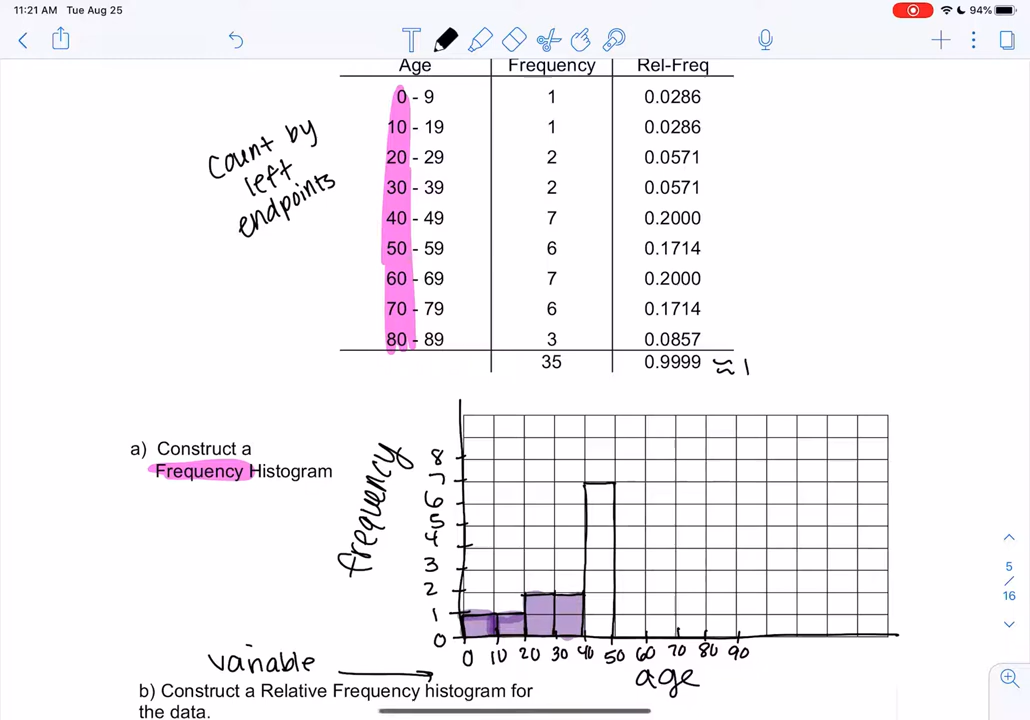 11:21 AM Tue Aug 25
94%
Age Frequency Rel-Freq
0 - 9 1 0.0286
10 - 19 1 0.0286
20 - 29 2 0.0571
30 - 39 2 0.0571
40 - 49 7 0.2000
50 - 59 6 0.1714
60 - 69 7 0.2000
70 - 79 6 0.1714
80 - 89 3 0.0857
35 0.9999 ≈ 1
Count by
left
endpoints
a) Construct a
Frequency Histogram
frequency
8
7
6
5
4
3
2
1
0
0 10 20 30 40 50 60 70 80 90
variable
age
b) Construct a Relative Frequency histogram for
the data.
5
/
16
T